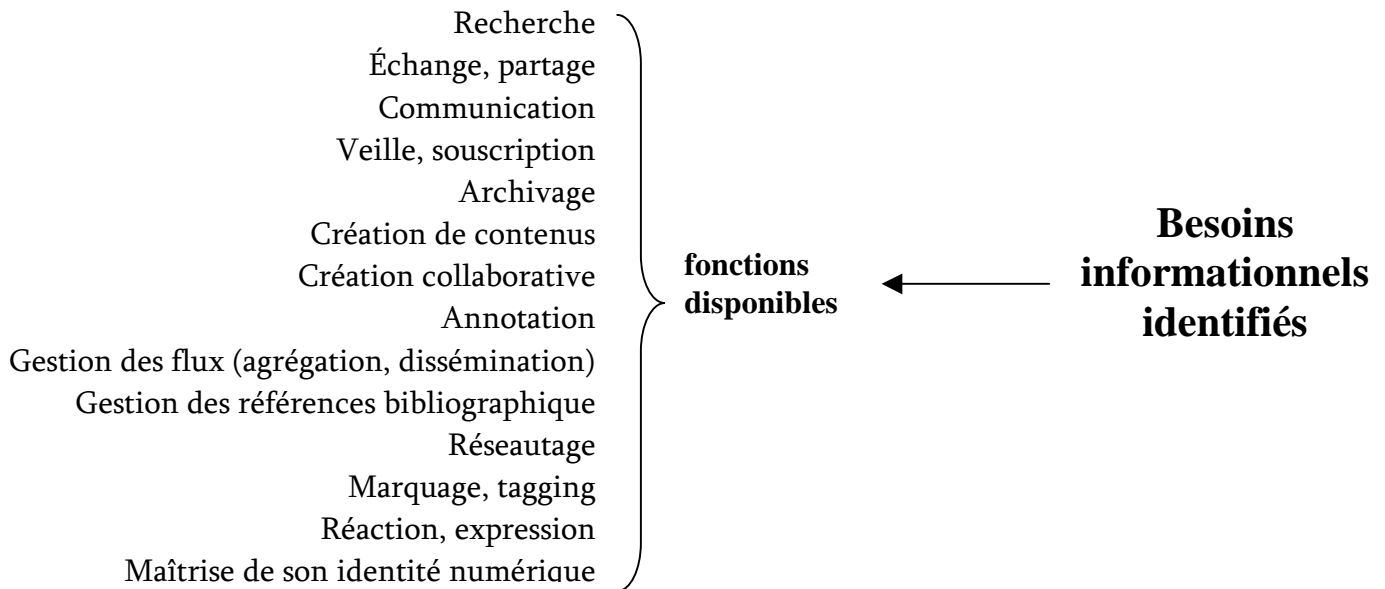 Recherche
Échange, partage
Communication
Veille, souscription
Archivage
Création de contenus
Création collaborative
Annotation
Gestion des flux (agrégation, dissémination)
Gestion des références bibliographique
Réseautage
Marquage, tagging
Réaction, expression
Maîtrise de son identité numérique
fonctions
disponibles
Besoins
informationnels
identifiés